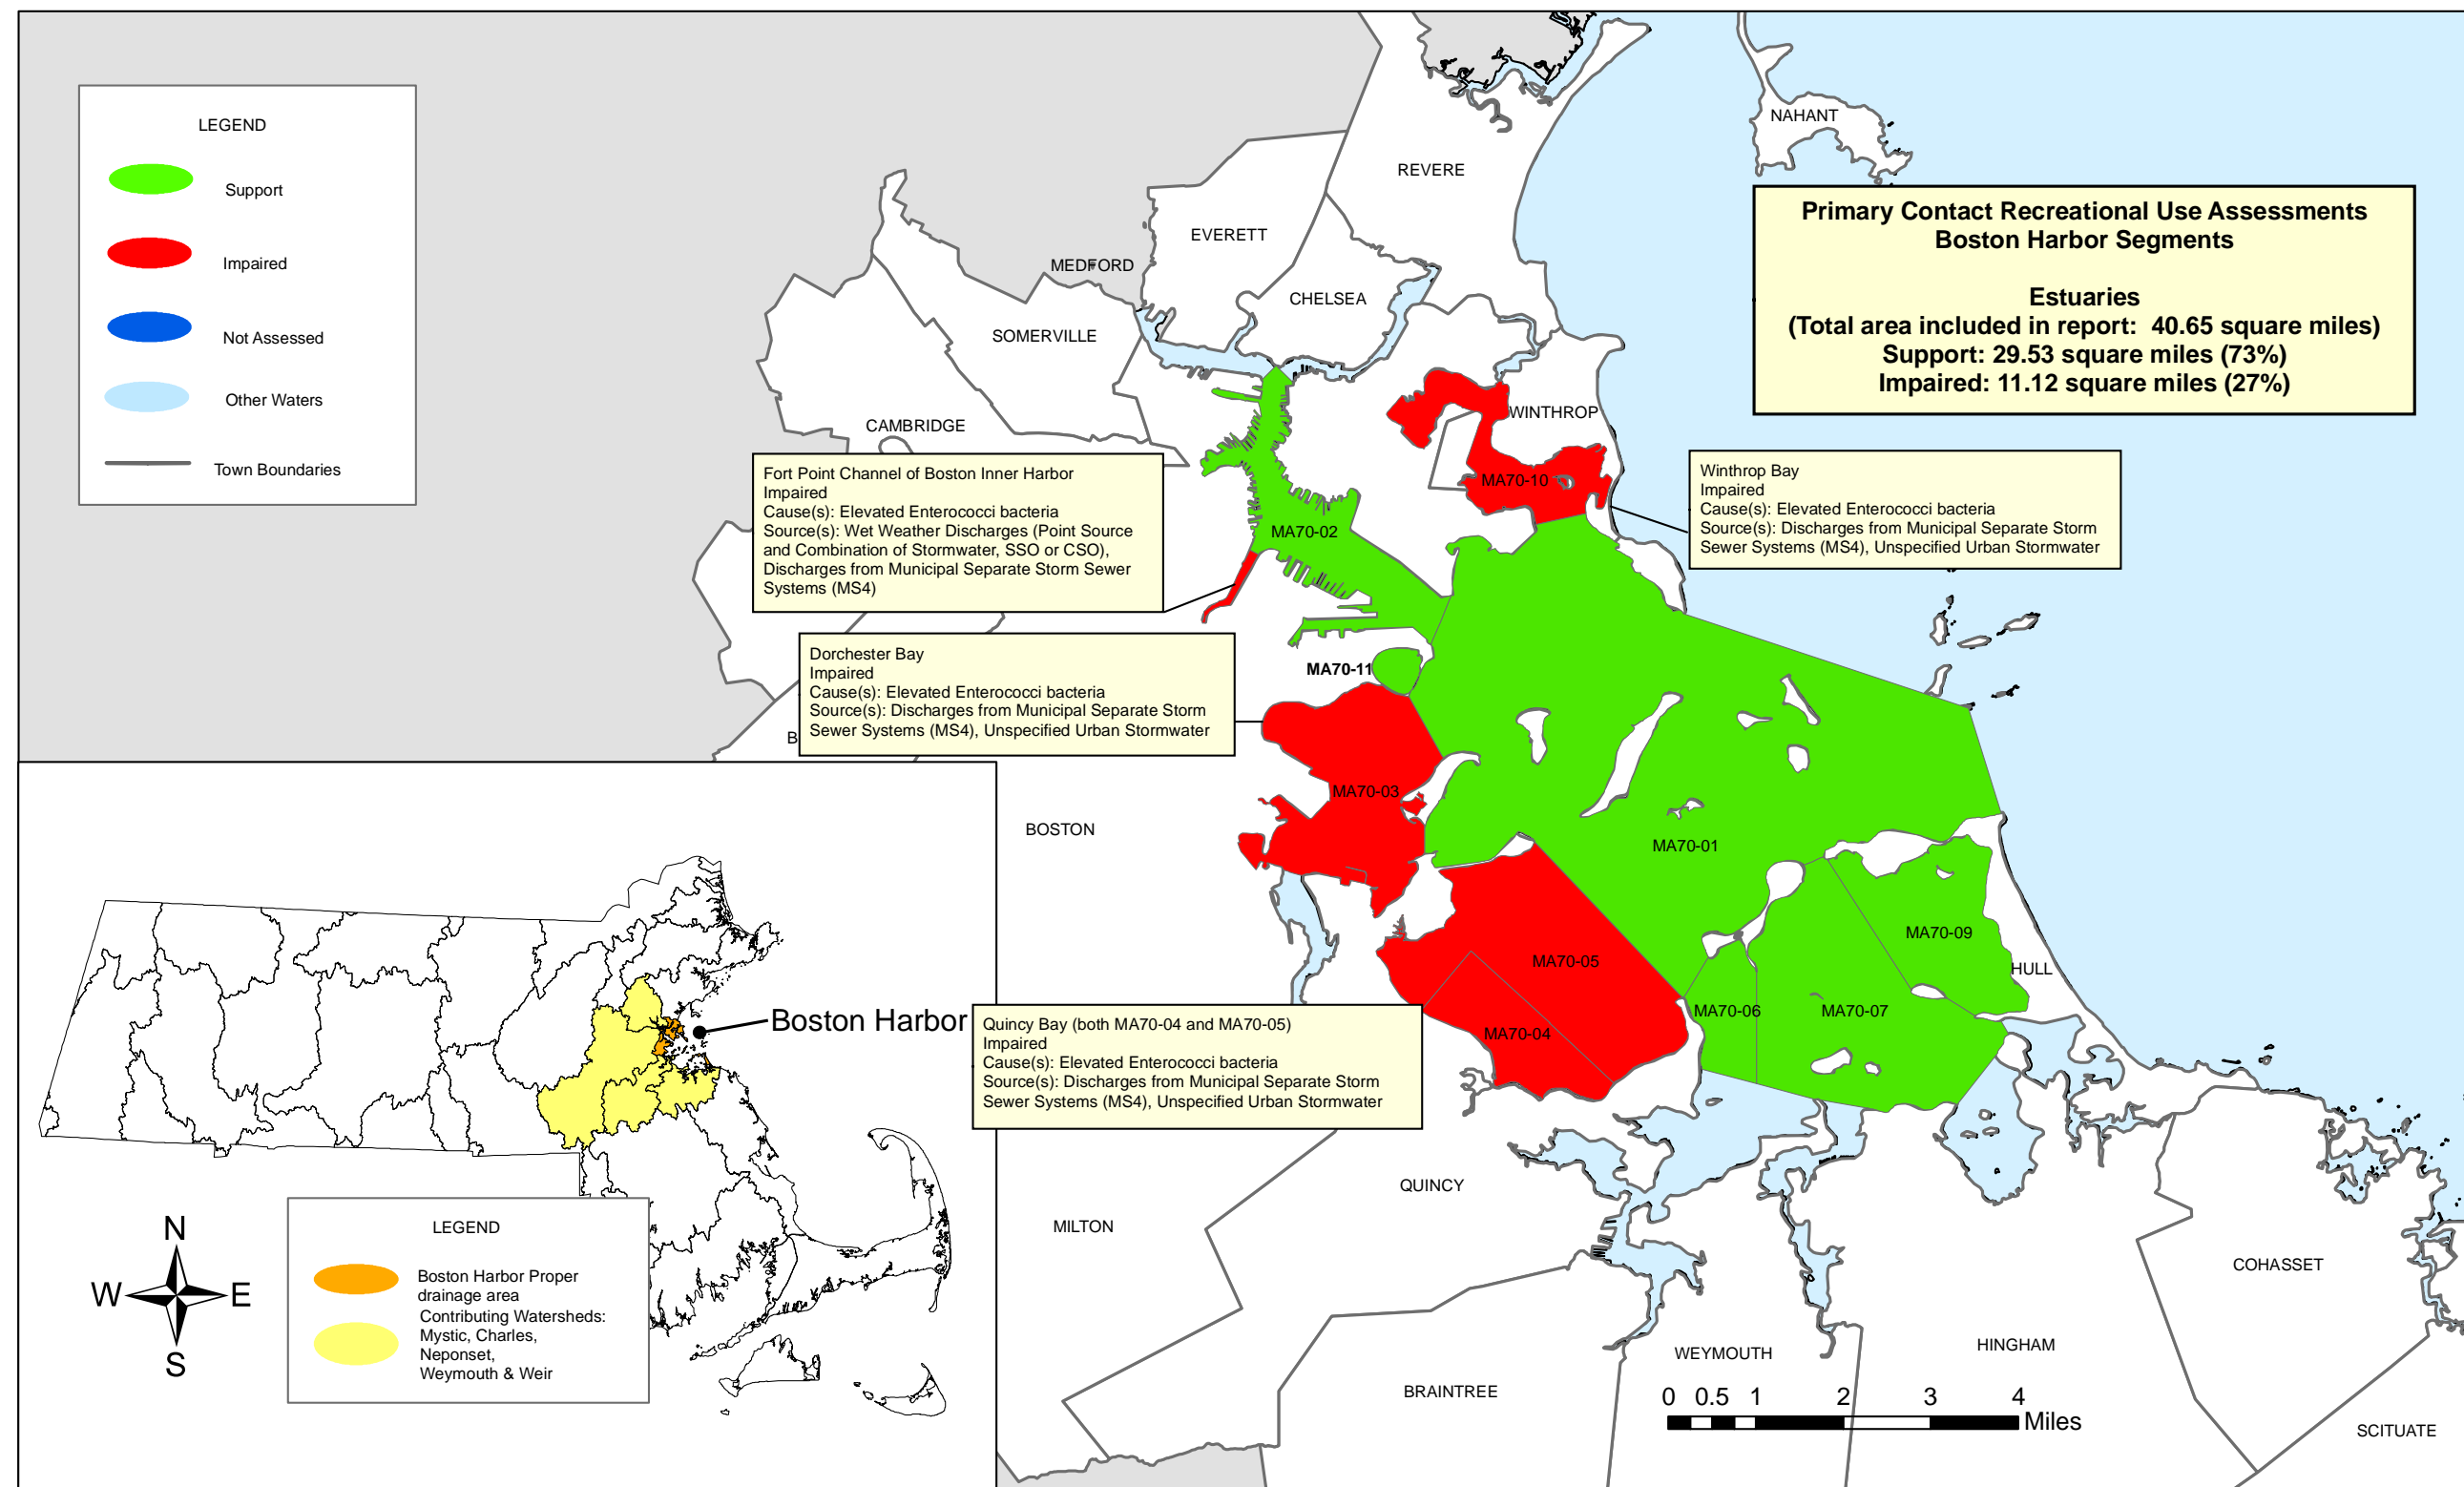 LEGEND
Support
Impaired
Not Assessed
Other Waters
Town Boundaries
Primary Contact Recreational Use Assessments
Boston Harbor Segments
Estuaries
(Total area included in report: 40.65 square miles)
Support: 29.53 square miles (73%)
Impaired: 11.12 square miles (27%)
NAHANT
REVERE
EVERETT
MEDFORD
CHELSEA
SOMERVILLE
CAMBRIDGE
WINTHROP
Fort Point Channel of Boston Inner Harbor
Impaired
Cause(s): Elevated Enterococci bacteria
Source(s): Wet Weather Discharges (Point Source
and Combination of Stormwater, SSO or CSO),
Discharges from Municipal Separate Storm Sewer
Systems (MS4)
MA70-10
Winthrop Bay
Impaired
Cause(s): Elevated Enterococci bacteria
Source(s): Discharges from Municipal Separate Storm
Sewer Systems (MS4), Unspecified Urban Stormwater
MA70-02
Dorchester Bay
Impaired
Cause(s): Elevated Enterococci bacteria
Source(s): Discharges from Municipal Separate Storm
Sewer Systems (MS4), Unspecified Urban Stormwater
MA70-11
B
MA70-03
BOSTON
MA70-01
MA70-09
MA70-05
HULL
MA70-06
MA70-07
MA70-04
Quincy Bay (both MA70-04 and MA70-05)
Impaired
Cause(s): Elevated Enterococci bacteria
Source(s): Discharges from Municipal Separate Storm
Sewer Systems (MS4), Unspecified Urban Stormwater
Boston Harbor
QUINCY
MILTON
COHASSET
WEYMOUTH
HINGHAM
BRAINTREE
SCITUATE
0 0.5 1 2 3 4
Miles
N
W E
S
LEGEND
Boston Harbor Proper
drainage area
Contributing Watersheds:
Mystic, Charles,
Neponset,
Weymouth & Weir